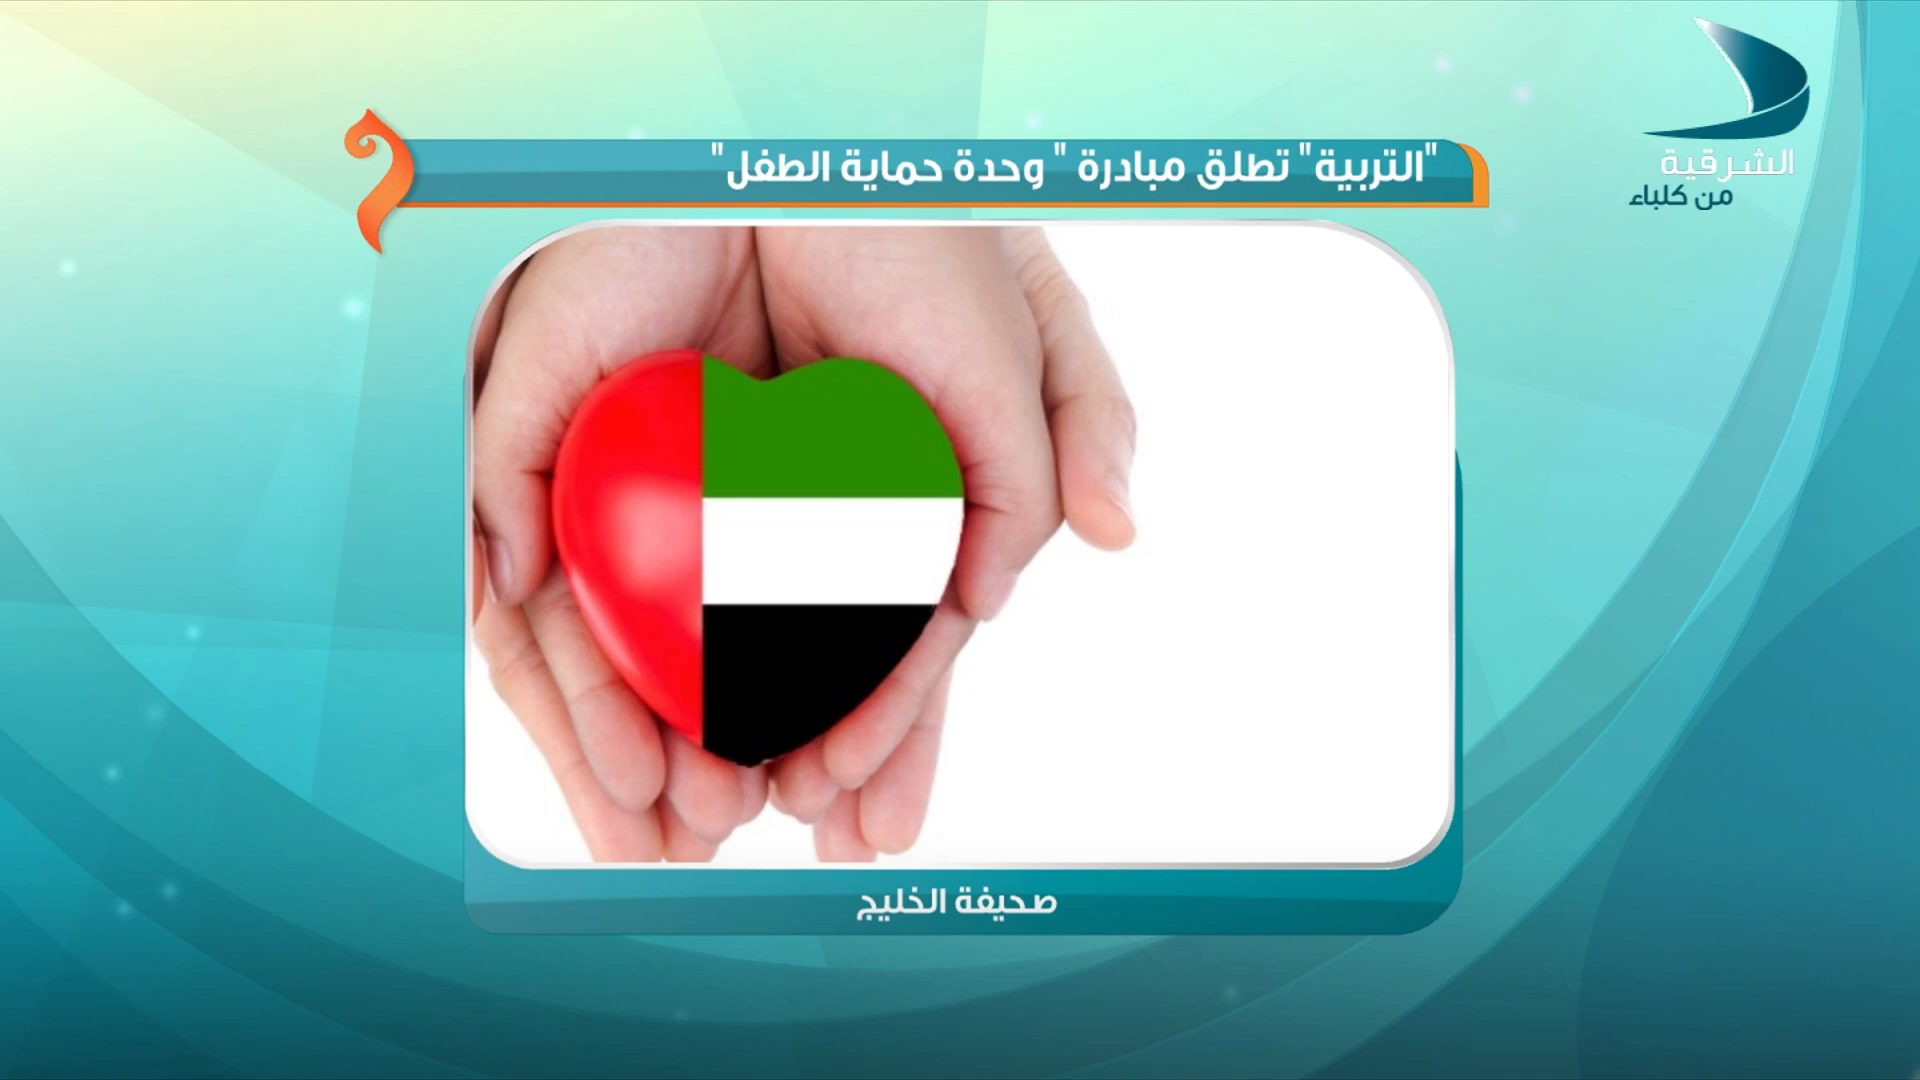 "التربية" تطلق مبادرة " وحدة حماية الطفل"
الشرقية
من كلباء
صحيفة الخليج